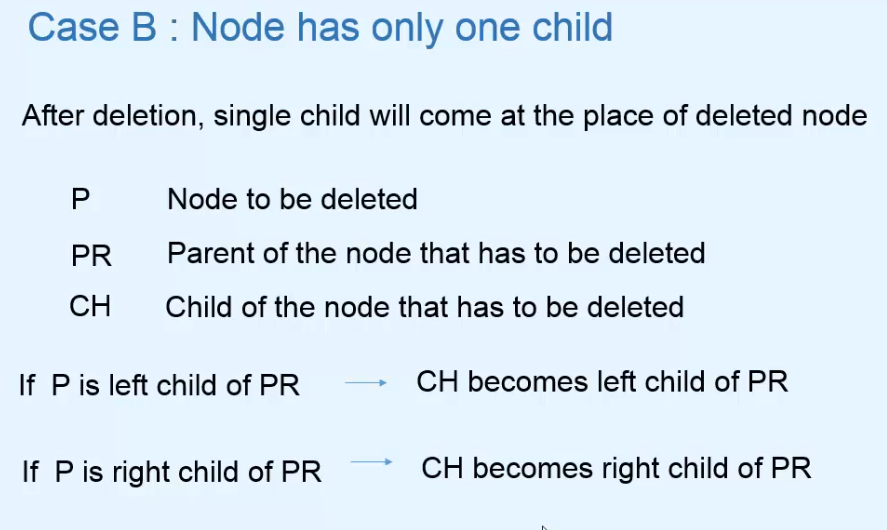 Case B : Node has only one child
After deletion, single child will come at the place of deleted node
P Node to be deleted
PR Parent of the node that has to be deleted
CH Child of the node that has to be deleted
If P is left child of PR → CH becomes left child of PR
If P is right child of PR → CH becomes right child of PR